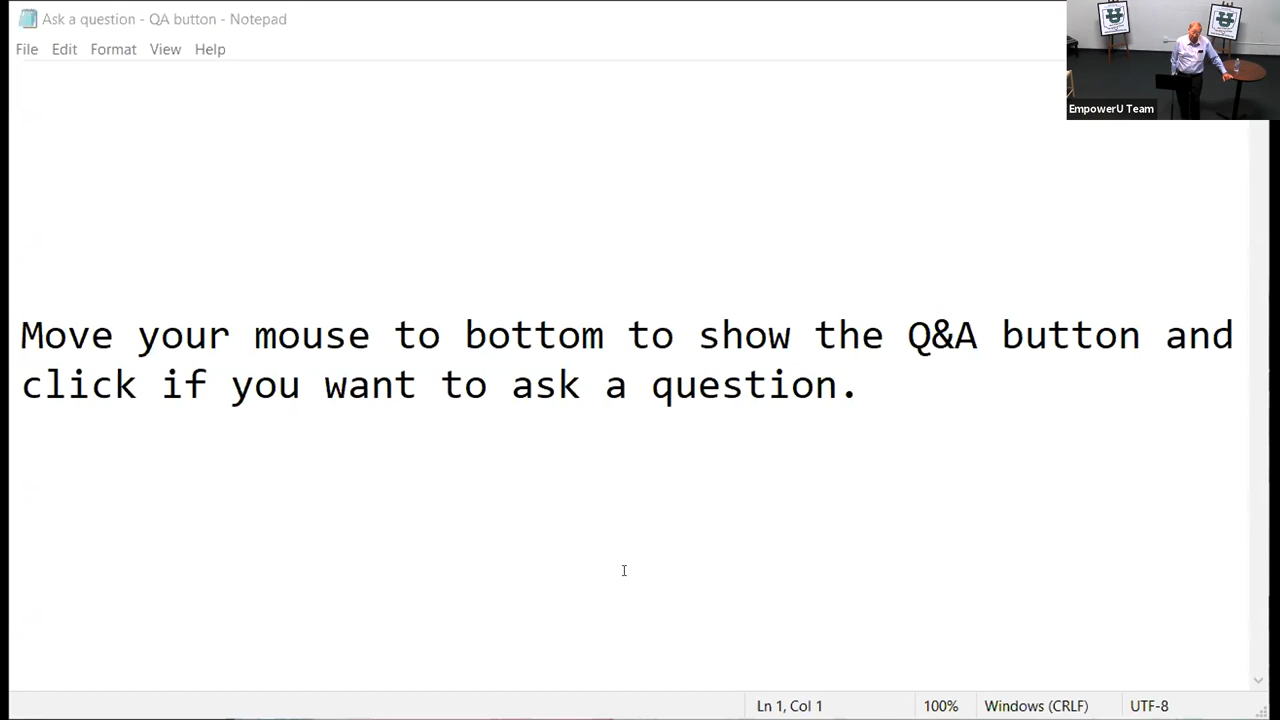 Ask a question - QA button - Notepad
File Edit Format View Help
EmpowerU Team
Move your mouse to bottom to show the Q&A button and
click if you want to ask a question.
Ln 1, Col 1 100% Windows (CRLF) UTF-8